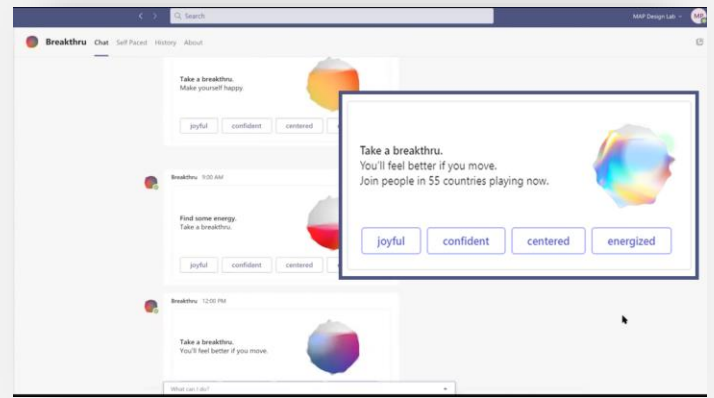 Search
MAP Design Lab
MP
Breakthru Chat Self Paced History About
Take a breakthru.
Make yourself happy.
joyful confident centered
Breakthru 9:00 AM
Find some energy.
Take a breakthru.
joyful confident centered
Breakthru 12:00 PM
Take a breakthru.
You'll feel better if you move.
What can I do?
Take a breakthru.
You'll feel better if you move.
Join people in 55 countries playing now.
joyful confident centered energized